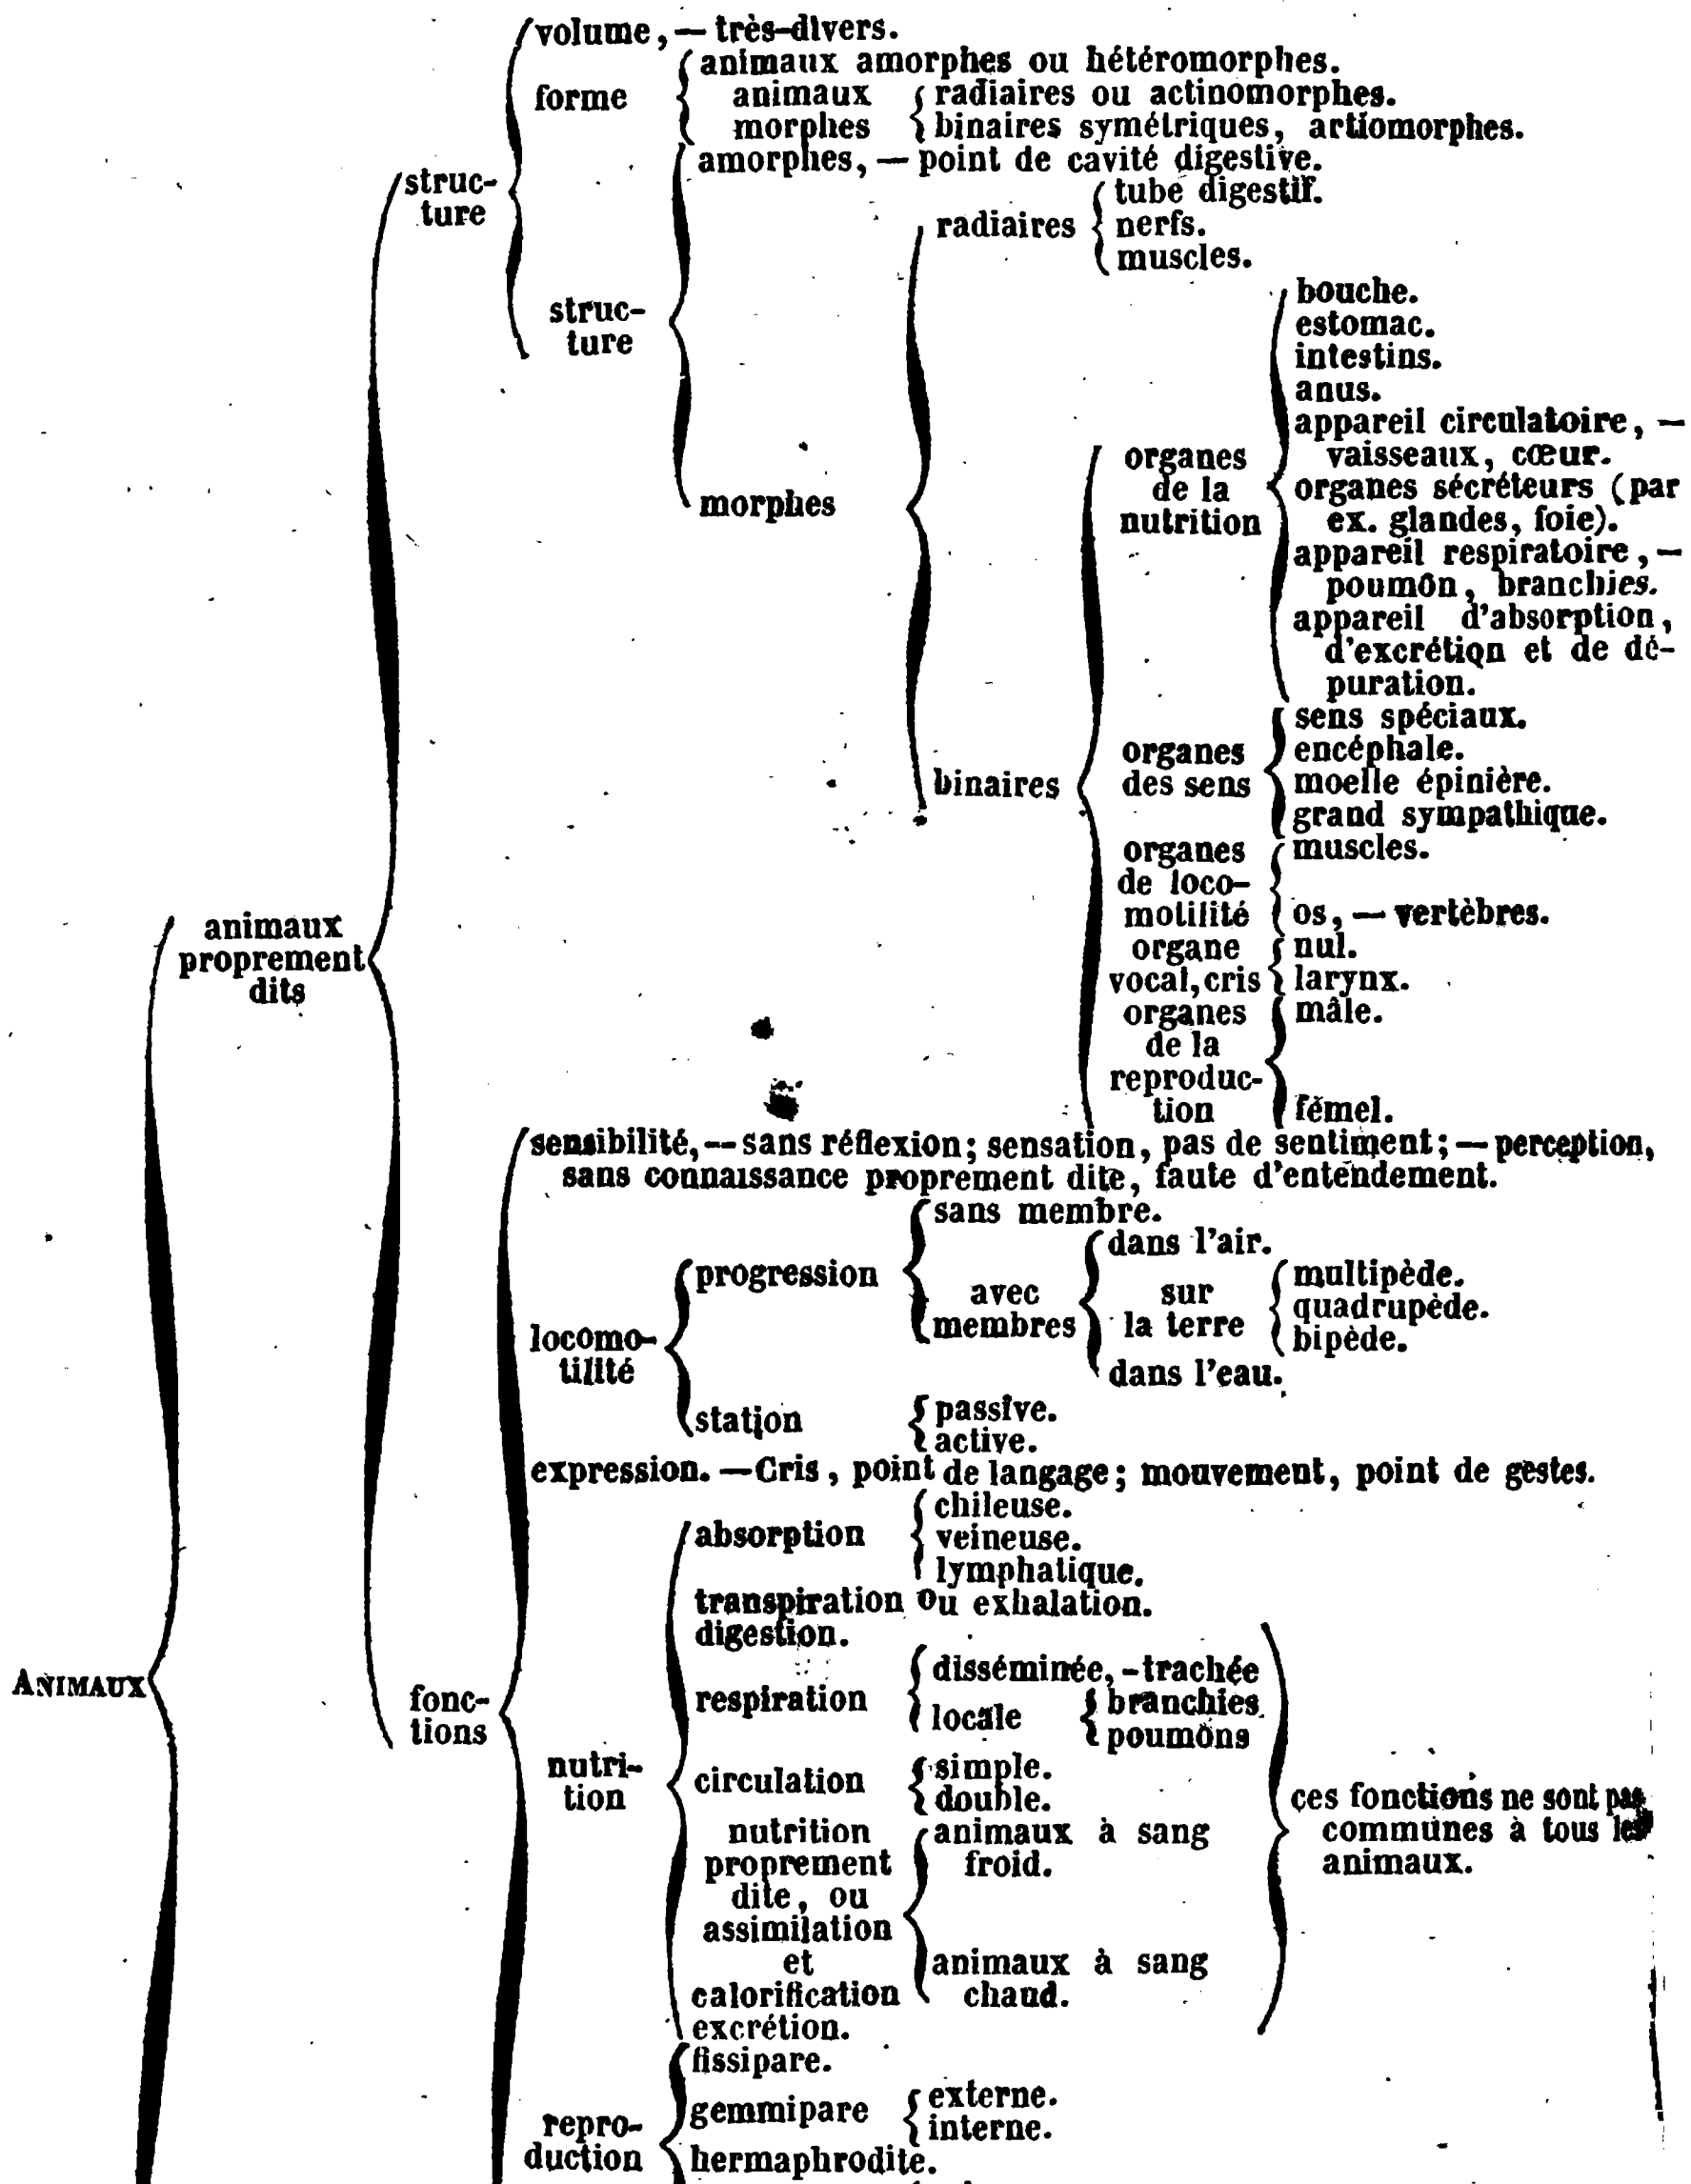 volume, — très-divers.
animaux amorphes ou hétéromorphes.
forme
animaux
morphes
radiaires ou actinomorphes.
binaires symétriques, artiomorphes.
struc-
ture
amorphes, — point de cavité digestive.
radiaires
tube digestif.
nerfs.
muscles.
struc-
ture
morphes
bouche.
estomac.
intestins.
anus.
appareil circulatoire, —
vaisseaux, cœur.
organes
de la
nutrition
organes sécréteurs (par
ex. glandes, foie).
appareil respiratoire, —
poumon, branchies.
appareil d'absorption,
d'excrétion et de dé-
puration.
binaires
organes
des sens
sens spéciaux.
encéphale.
moelle épinière.
grand sympathique.
organes
de loco-
motilité
muscles.
os, — vertèbres.
organe
vocal, cris
nul.
larynx.
organes
de la
reproduc-
tion
mâle.
fémel.
animaux
proprement
dits
sensibilité, — sans réflexion; sensation, pas de sentiment; — perception,
sans connaissance proprement dite, faute d'entendement.
locomo-
tilité
progression
sans membre.
avec
membres
dans l'air.
sur
la terre
multipède.
quadrupède.
bipède.
dans l'eau.
station
passive.
active.
expression. — Cris, point de langage; mouvement, point de gestes.
absorption
chileuse.
veineuse.
lymphatique.
transpiration ou exhalation.
digestion.
ANIMAUX
fonc-
tions
respiration
disséminée, - trachée
locale
branchies
poumons
nutri-
tion
circulation
simple.
double.
nutrition
proprement
dite, ou
assimilation
et
calorification
animaux à sang
froid.
animaux à sang
chaud.
ces fonctions ne sont pas
communes à tous les
animaux.
excrétion.
repro-
duction
fissipare.
gemmipare
externe.
interne.
hermaphrodite.